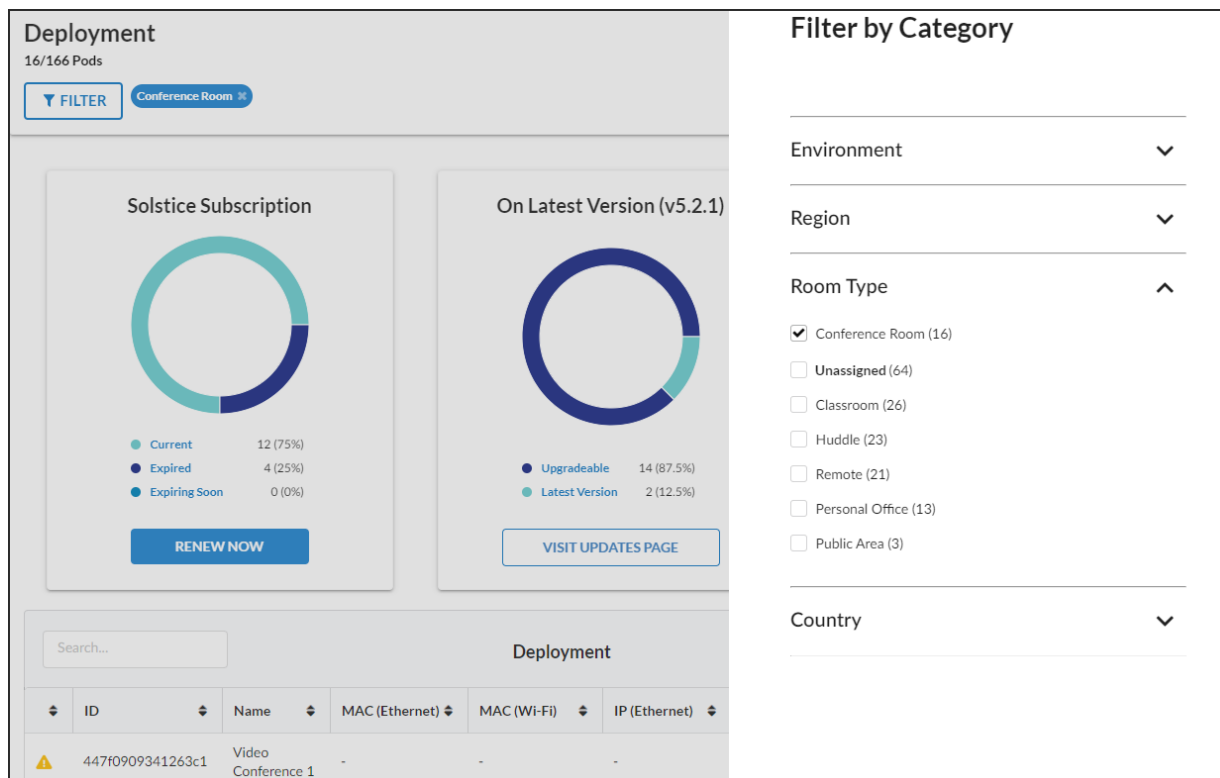 Deployment
16/166 Pods
FILTER
Conference Room ×
Solstice Subscription
Current 12 (75%)
Expired 4 (25%)
Expiring Soon 0 (0%)
RENEW NOW
On Latest Version (v5.2.1)
Upgradeable 14 (87.5%)
Latest Version 2 (12.5%)
VISIT UPDATES PAGE
Search...
Deployment
ID Name MAC (Ethernet) MAC (Wi-Fi) IP (Ethernet)
447f0909341263c1 Video Conference 1 - - -
Filter by Category
Environment
Region
Room Type
Conference Room (16)
Unassigned (64)
Classroom (26)
Huddle (23)
Remote (21)
Personal Office (13)
Public Area (3)
Country